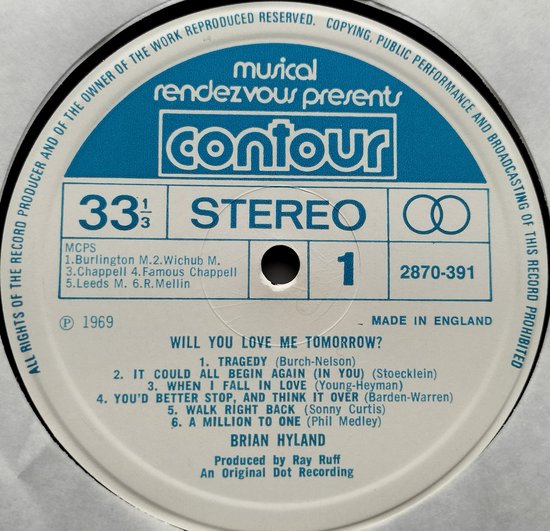 ALL RIGHTS OF THE RECORD PRODUCER AND OF THE OWNER OF THE WORK REPRODUCED RESERVED. COPYING, PUBLIC PERFORMANCE AND BROADCASTING OF THIS RECORD PROHIBITED
musical
rendezvous presents
contour
33 1/3 STEREO
MCPS
1.Burlington M.2.Wichub M.
3.Chappell 4.Famous Chappell
5.Leeds M. 6.R.Mellin
1
2870-391
Ⓟ 1969
MADE IN ENGLAND
WILL YOU LOVE ME TOMORROW?
1. TRAGEDY (Burch-Nelson)
2. IT COULD ALL BEGIN AGAIN (IN YOU) (Stoecklein)
3. WHEN I FALL IN LOVE (Young-Heyman)
4. YOU'D BETTER STOP, AND THINK IT OVER (Barden-Warren)
5. WALK RIGHT BACK (Sonny Curtis)
6. A MILLION TO ONE (Phil Medley)
BRIAN HYLAND
Produced by Ray Ruff
An Original Dot Recording